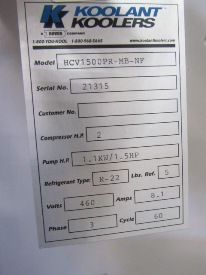 KOOLANT
KOOLERS
1-800-YOU-KOOL • 1-800-968-5665
koolantkoolers.com
Model HCV1500PR-MB-NF
Serial No. 21315
Customer No.
Compressor H.P. 2
Pump H.P. 1.1KW/1.5HP
Refrigerant Type: R-22 Lbs. Ref. 5
Volts 460 Amps 8.1
Phase 3 Cycle 60